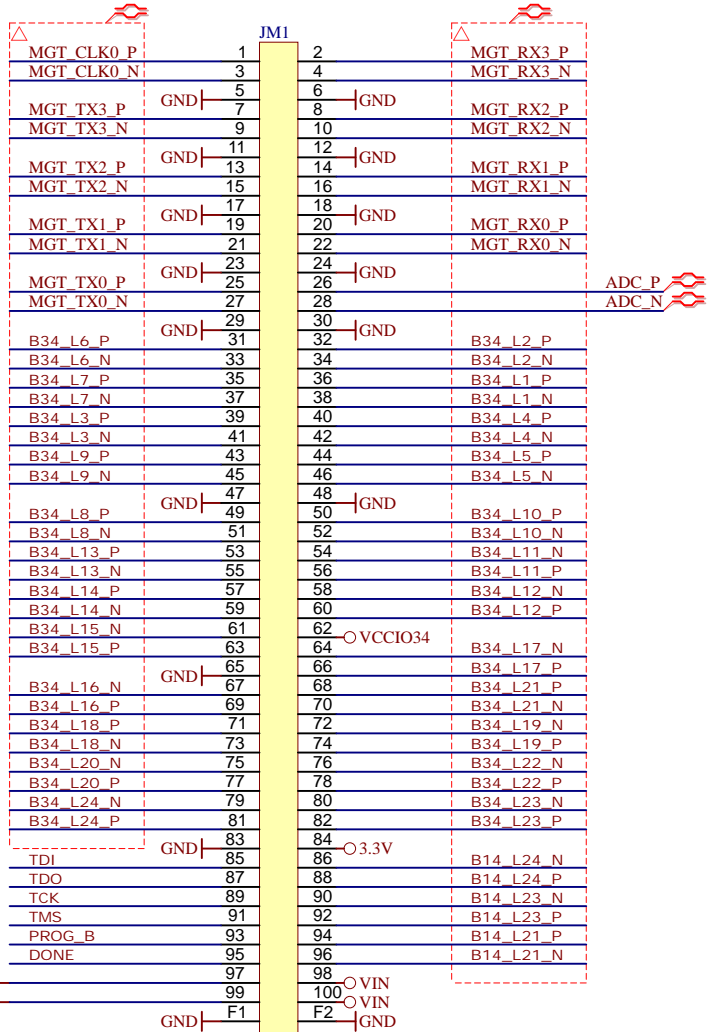 JM1
MGT_CLK0_P 1 2 MGT_RX3_P
MGT_CLK0_N 3 4 MGT_RX3_N
GND 5 6 GND
MGT_TX3_P 7 8 MGT_RX2_P
MGT_TX3_N 9 10 MGT_RX2_N
GND 11 12 GND
MGT_TX2_P 13 14 MGT_RX1_P
MGT_TX2_N 15 16 MGT_RX1_N
GND 17 18 GND
MGT_TX1_P 19 20 MGT_RX0_P
MGT_TX1_N 21 22 MGT_RX0_N
GND 23 24 GND
MGT_TX0_P 25 26 ADC_P
MGT_TX0_N 27 28 ADC_N
GND 29 30 GND
B34_L6_P 31 32 B34_L2_P
B34_L6_N 33 34 B34_L2_N
B34_L7_P 35 36 B34_L1_P
B34_L7_N 37 38 B34_L1_N
B34_L3_P 39 40 B34_L4_P
B34_L3_N 41 42 B34_L4_N
B34_L9_P 43 44 B34_L5_P
B34_L9_N 45 46 B34_L5_N
GND 47 48 GND
B34_L8_P 49 50 B34_L10_P
B34_L8_N 51 52 B34_L10_N
B34_L13_P 53 54 B34_L11_N
B34_L13_N 55 56 B34_L11_P
B34_L14_P 57 58 B34_L12_N
B34_L14_N 59 60 B34_L12_P
B34_L15_N 61 62 VCCIO34
B34_L15_P 63 64 B34_L17_N
GND 65 66 B34_L17_P
B34_L16_N 67 68 B34_L21_P
B34_L16_P 69 70 B34_L21_N
B34_L18_P 71 72 B34_L19_N
B34_L18_N 73 74 B34_L19_P
B34_L20_N 75 76 B34_L22_N
B34_L20_P 77 78 B34_L22_P
B34_L24_N 79 80 B34_L23_N
B34_L24_P 81 82 B34_L23_P
GND 83 84 3.3V
TDI 85 86 B14_L24_N
TDO 87 88 B14_L24_P
TCK 89 90 B14_L23_N
TMS 91 92 B14_L23_P
PROG_B 93 94 B14_L21_P
DONE 95 96 B14_L21_N
97 98 VIN
99 100 VIN
GND F1 F2 GND